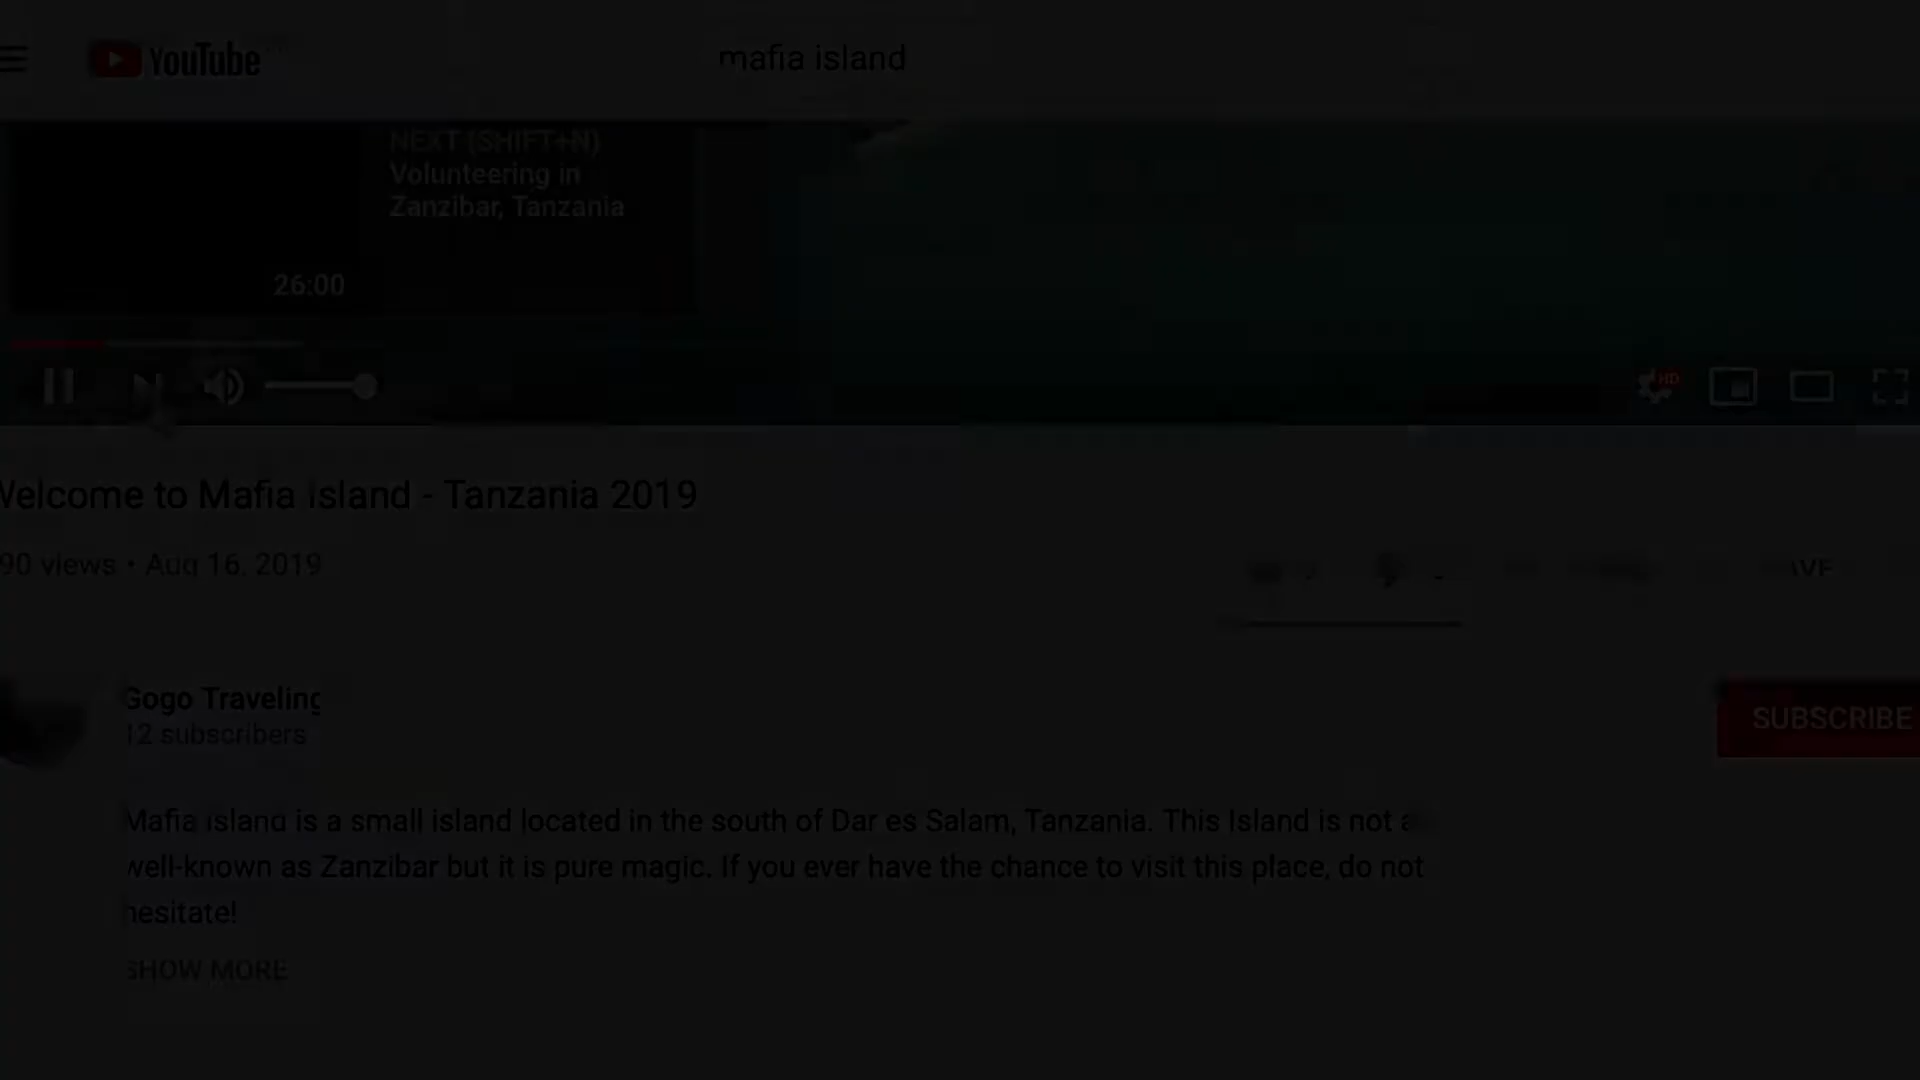 YouTube
mafia island
NEXT (SHIFT+N)
Volunteering in
Zanzibar, Tanzania
26:00
HD
Welcome to Mafia Island - Tanzania 2019
90 views • Aug 16, 2019
Gogo Traveling
12 subscribers
SUBSCRIBE
Mafia island is a small island located in the south of Dar es Salam, Tanzania. This Island is not
well-known as Zanzibar but it is pure magic. If you ever have the chance to visit this place, do not
hesitate!
SHOW MORE